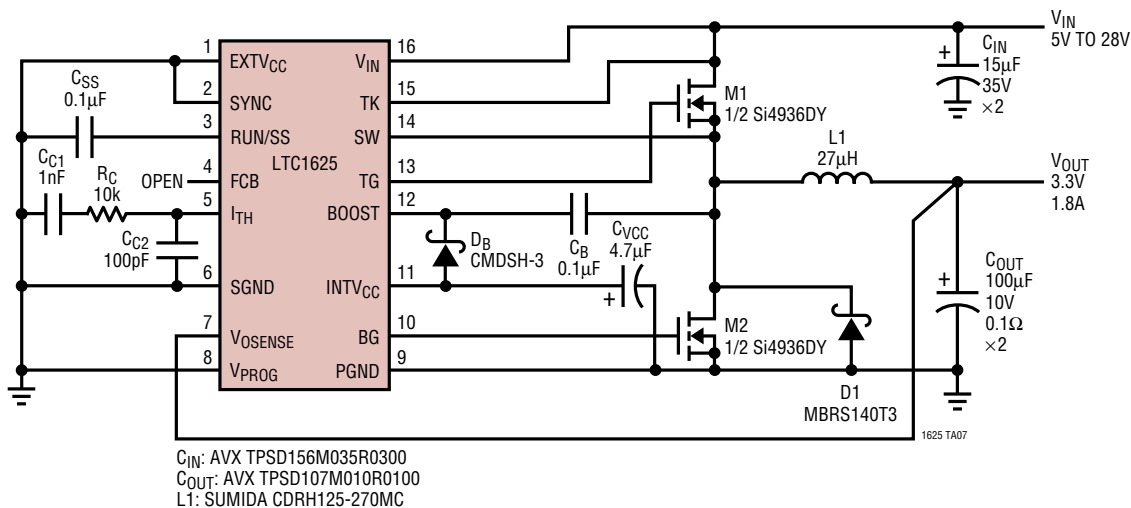 VIN
5V TO 28V
CIN
15µF
35V
×2
1
EXTVCC
2
SYNC
3
RUN/SS
4
FCB
5
ITH
6
SGND
7
VOSENSE
8
VPROG
LTC1625
16
VIN
15
TK
14
SW
13
TG
12
BOOST
11
INTVCC
10
BG
9
PGND
CSS
0.1µF
CC1
1nF
RC
10k
OPEN
CC2
100pF
M1
1/2 Si4936DY
L1
27µH
VOUT
3.3V
1.8A
DB
CMDSH-3
CB
0.1µF
CVCC
4.7µF
+
+
+
M2
1/2 Si4936DY
COUT
100µF
10V
0.1Ω
×2
D1
MBRS140T3
1625 TA07
CIN: AVX TPSD156M035R0300
COUT: AVX TPSD107M010R0100
L1: SUMIDA CDRH125-270MC